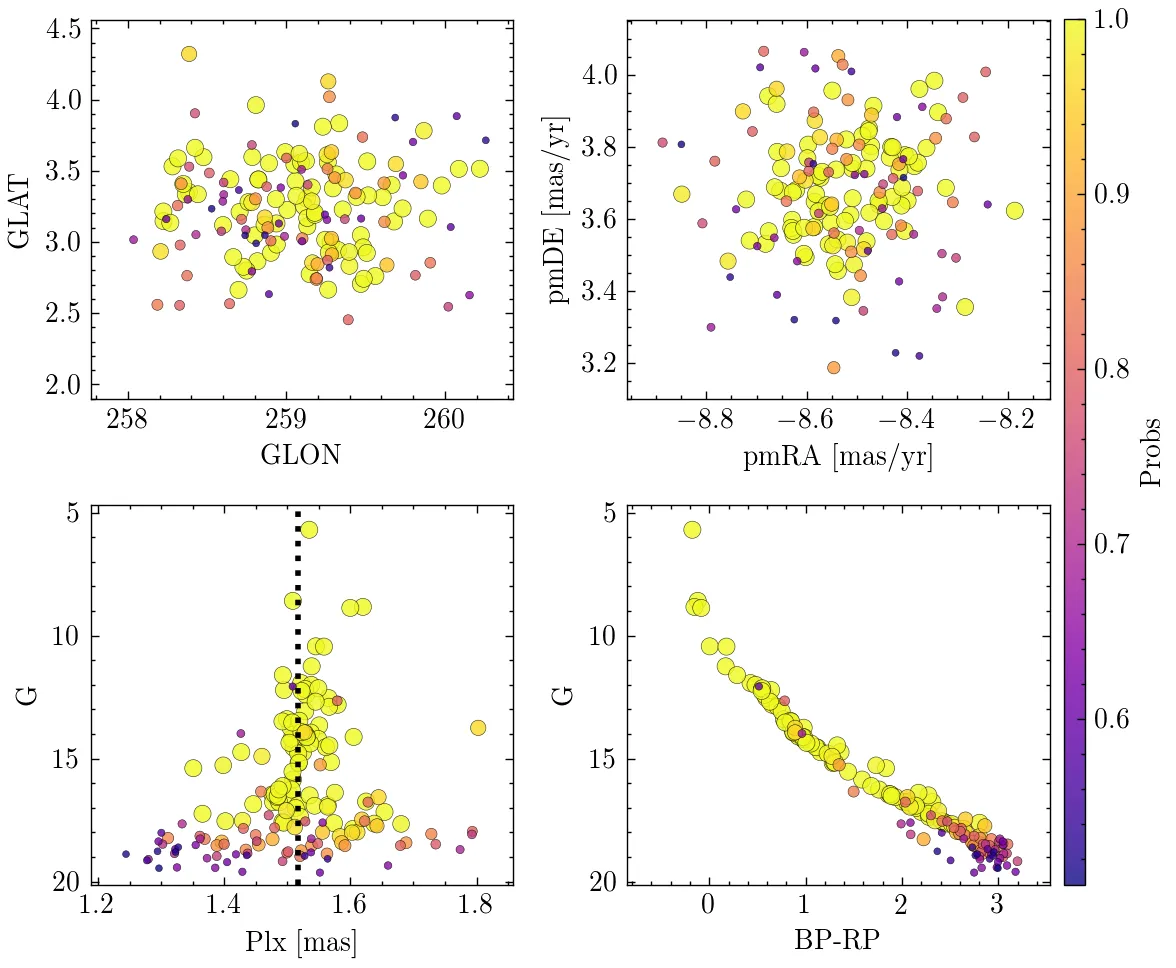 4.5
4.0
3.5
3.0
2.5
2.0
GLAT
258 259 260
GLON
4.0
3.8
3.6
3.4
3.2
pmDE [mas/yr]
−8.8 −8.6 −8.4 −8.2
pmRA [mas/yr]
5
10
15
20
G
1.2 1.4 1.6 1.8
Plx [mas]
5
10
15
20
G
0 1 2 3
BP-RP
1.0
0.9
0.8
0.7
0.6
Probs